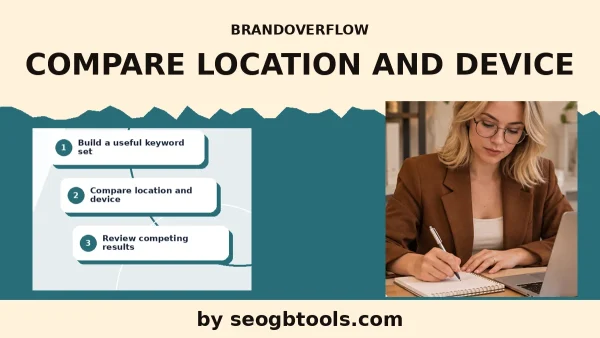 BRANDOVERFLOW
COMPARE LOCATION AND DEVICE
1
Build a useful keyword
set
2
Compare location and
device
3
Review competing
results
by seogbtools.com